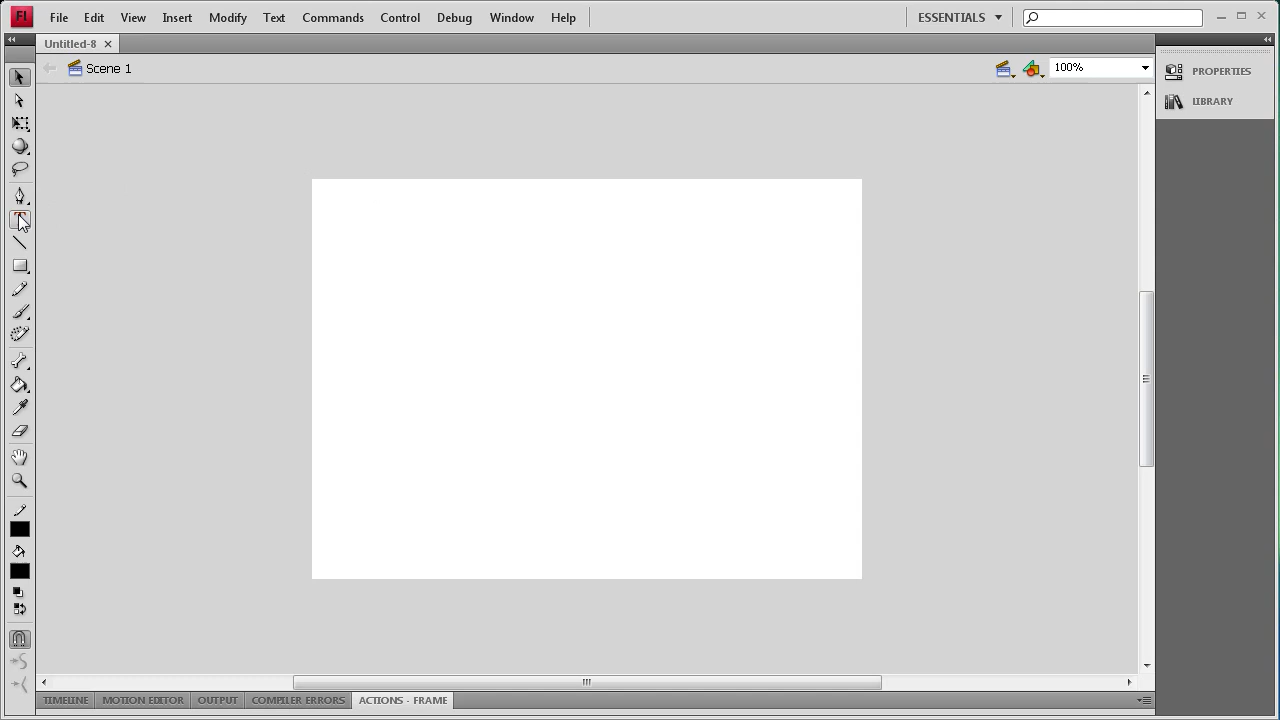 Fl File Edit View Insert Modify Text Commands Control Debug Window Help ESSENTIALS
Untitled-8
Scene 1 100%
PROPERTIES
LIBRARY
TIMELINE MOTION EDITOR OUTPUT COMPILER ERRORS ACTIONS - FRAME